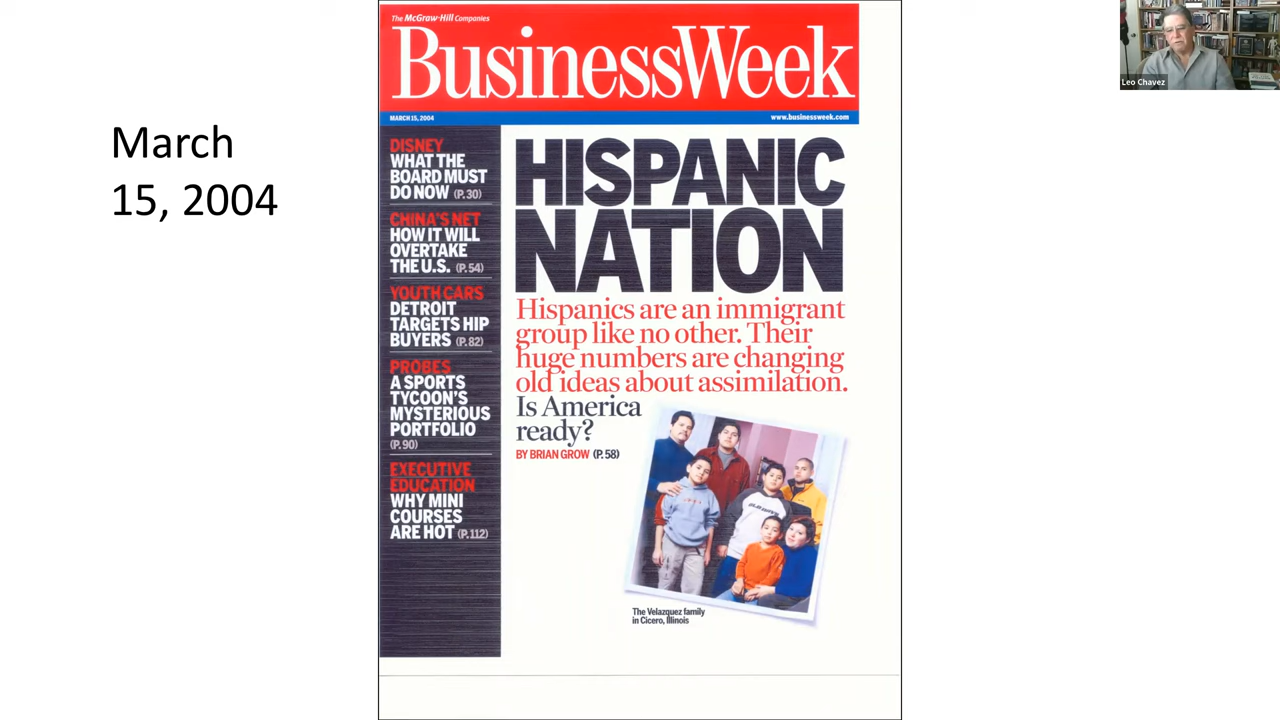 March
15, 2004
The McGraw-Hill Companies
BusinessWeek
MARCH 15, 2004
www.businessweek.com
DISNEY
WHAT THE
BOARD MUST
DO NOW (P.30)
CHINA'S NET
HOW IT WILL
OVERTAKE
THE U.S. (P.54)
YOUTH CARS
DETROIT
TARGETS HIP
BUYERS (P.82)
PROBES
A SPORTS
TYCOON'S
MYSTERIOUS
PORTFOLIO
(P.90)
EXECUTIVE
EDUCATION
WHY MINI
COURSES
ARE HOT (P.112)
HISPANIC
NATION
Hispanics are an immigrant
group like no other. Their
huge numbers are changing
old ideas about assimilation.
Is America
ready?
BY BRIAN GROW (P.58)
The Velazquez family
in Cicero, Illinois
Leo Chavez